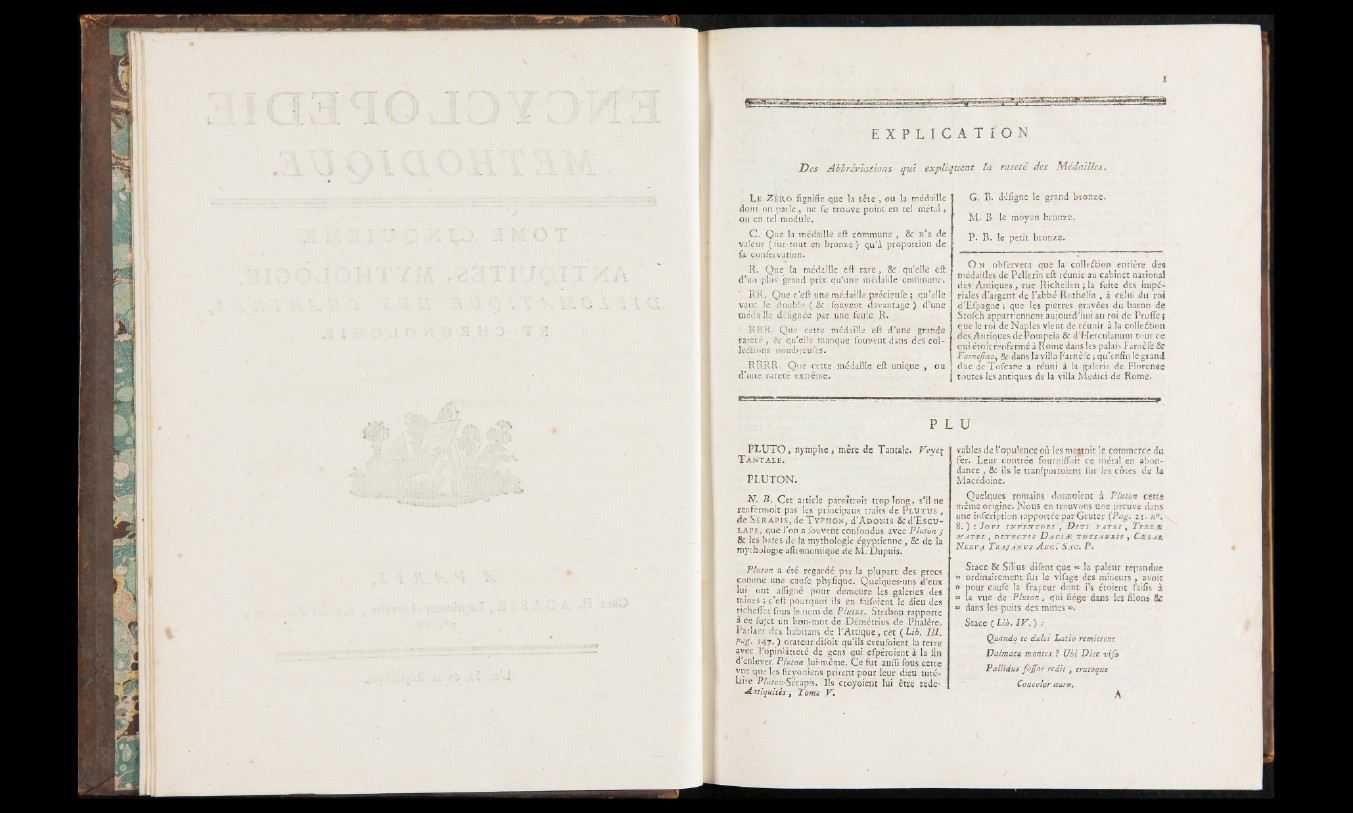 1
EXPLICATION
Des Abbréviations qui expliquent la rareté des Médailles.
LE ZÉRO ſignifie que la tête, ou la médaille
dont on parle, ne ſe trouve point en tel métal,
ou en tel module.
C. Que la médaille eſt commune, & n'a de
valeur (ſur-tout en bronze) qu'à proportion de
ſa conſervation.
R. Que la médaille eſt rare, & qu'elle eſt
d'un plus grand prix qu'une médaille commune.
RR. Que c'eſt une médaille précieuſe; qu'elle
vaut le double (& ſouvent davantage) d'une
médaille déſignée par une ſeule R.
RRR. Que cette médaille eſt d'une grande
rareté, & qu'elle manque ſouvent dans des col-
lections nombreuſes.
RRRR. Que cette médaille eſt unique, ou
d'une rareté extrême.
G. B. déſigne le grand bronze.
M. B. le moyen bronze.
P. B. le petit bronze.
ON obſervera que la collection entière des
médailles de Pellerin eſt réunie au cabinet national
des Antiques, rue Richelieu; la ſuite des impé-
riales d'argent de l'abbé Rothelin, à celui du roi
d'Eſpagne; que les pierres gravées du baron de
Stoſch appartiennent aujourd'hui au roi de Pruſſe;
que le roi de Naples vient de réunir à la collection
des Antiques de Pompeia & d'Herculanum tout ce
qui étoit renfermé à Rome dans les palais Farnèſe &
Farneſine, & dans la villa Farnèſe; qu'enfin le grand
duc de Toſcane a réuni à la galerie de Florence
toutes les antiques de la villa Medici de Rome.
PLU
PLUTO, nymphe, mère de Tantale. Voyez
TANTALE.
PLUTON.
N. B. Cet article paroîtroit trop long, s'il ne
renfermoit pas les principaux traits de PLUTUS,
de SERAPIS, de TYPHON, d'ADONIS & d'ESCU-
LAPE, que l'on a ſouvent confondus avec Pluton;
& les baſes de la mythologie égyptienne, & de la
mythologie aſtronomique de M. Dupuis.
Pluton a été regardé par la plupart des grecs
comme une cauſe phyſique. Quelques-uns d'eux
lui ont aſſigné pour demeure les galeries des
mines; c'eſt pourquoi ils en faiſoient le dieu des
richeſſes ſous le nom de Plutus. Strabon rapporte
à ce ſujet un bon-mot de Démétrius de Phalère.
Parlant des habitans de l'Attique, cet (Lib. III.
pag. 147.) orateur diſoit qu'ils creuſoient la terre
avec l'opiniâtreté de gens qui eſpéroient à la fin
d'enlever Pluton lui-même. Ce fut auſſi ſous cette
vue que les ſicyoniens prirent pour leur dieu tuté-
laire Pluton-Sérapis. Ils croyoient lui être rede-
Antiquités, Tome V.
vables de l'opulence où les mettoit le commerce du
fer. Leur contrée fourniſſoit ce métal en abon-
dance, & ils le tranſportoient ſur les côtes de la
Macédoine.
Quelques romains donnoient à Pluton cette
même origine. Nous en trouvons une preuve dans
une inſcription rapportée par Gruter (Pag. 21. n°.
8.): JOVI INVENTORI, DITI PATRI, TERRÆ
MATRI, DETECTIS DACIÆ THESAURIS, CÆSAR
NERVA TRAJANUS AUG. SAC. P.
Stace & Silius diſent que « la paleur repandue
» ordinairement ſur le viſage des mineurs, avoit
» pour cauſe la frayeur dont ils étoient ſaiſis à
» la vue de Pluton, qui ſiége dans les filons &
» dans les puits des mines ».
Stace (Lib. IV.):
Quando te dulci Latio remittent
Dalmatæ montes? Ubi Dite viſo
Pallidus foſſor redit, erutoque
Concolor auro.
A